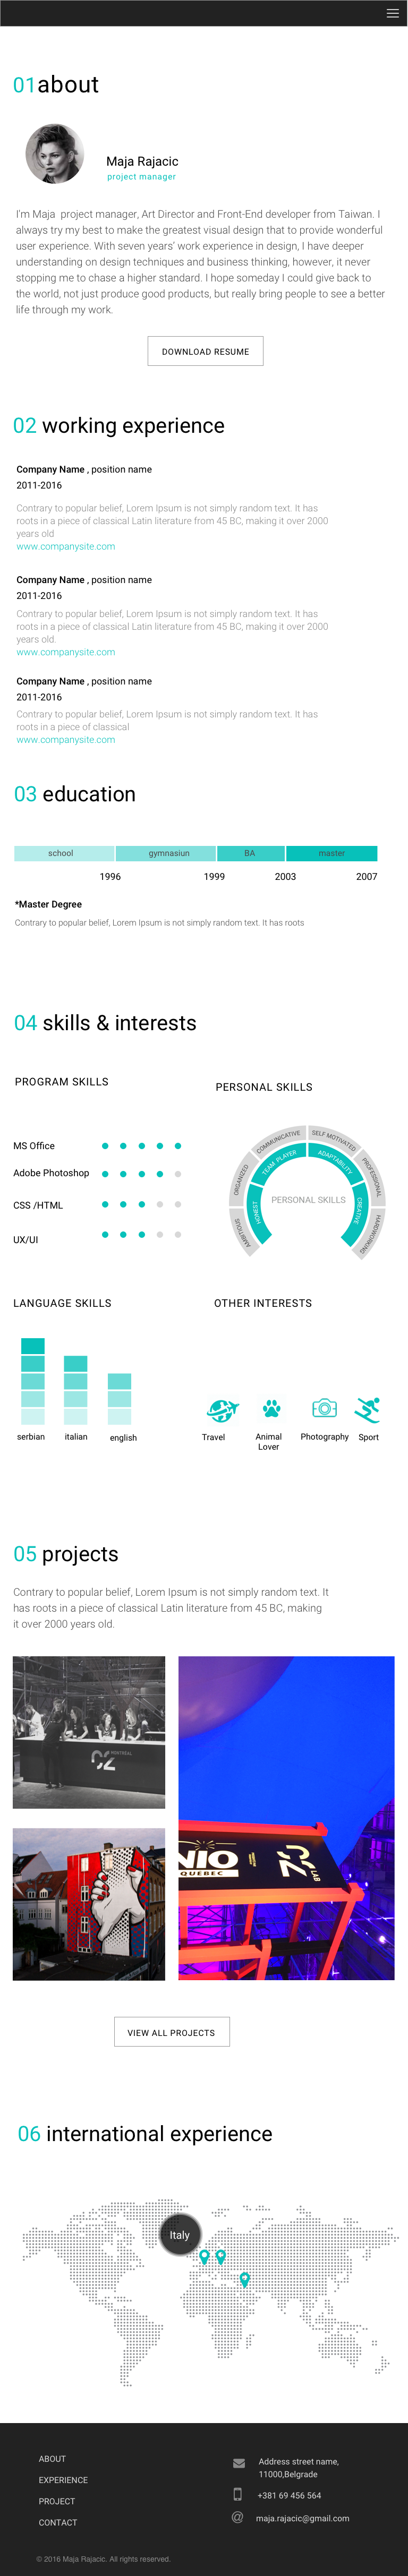 01about
Maja Rajacic
project manager
I'm Maja project manager, Art Director and Front-End developer from Taiwan. I
always try my best to make the greatest visual design that to provide wonderful
user experience. With seven years' work experience in design, I have deeper
understanding on design techniques and business thinking, however, it never
stopping me to chase a higher standard. I hope someday I could give back to
the world, not just produce good products, but really bring people to see a better
life through my work.
DOWNLOAD RESUME
02 working experience
Company Name , position name
2011-2016
Contrary to popular belief, Lorem Ipsum is not simply random text. It has
roots in a piece of classical Latin literature from 45 BC, making it over 2000
years old
www.companysite.com
Company Name , position name
2011-2016
Contrary to popular belief, Lorem Ipsum is not simply random text. It has
roots in a piece of classical Latin literature from 45 BC, making it over 2000
years old.
www.companysite.com
Company Name , position name
2011-2016
Contrary to popular belief, Lorem Ipsum is not simply random text. It has
roots in a piece of classical
www.companysite.com
03 education
school gymnasiun BA master
1996 1999 2003 2007
*Master Degree
Contrary to popular belief, Lorem Ipsum is not simply random text. It has roots
04 skills & interests
PROGRAM SKILLS
MS Office
Adobe Photoshop
CSS /HTML
UX/UI
PERSONAL SKILLS
AMBITIOUS
ORGANIZED
COMMUNICATIVE
SELF MOTIVATED
PROFESSIONAL
HARDWORKING
HONEST
TEAM PLAYER
ADAPTABILITY
CREATIVE
PERSONAL SKILLS
LANGUAGE SKILLS
serbian italian english
OTHER INTERESTS
Travel
Animal
Lover
Photography
Sport
05 projects
Contrary to popular belief, Lorem Ipsum is not simply random text. It
has roots in a piece of classical Latin literature from 45 BC, making
it over 2000 years old.
MONTREAL
NIO
QUEBEC
LAB
VIEW ALL PROJECTS
06 international experience
Italy
ABOUT
EXPERIENCE
PROJECT
CONTACT
Address street name,
11000,Belgrade
+381 69 456 564
@ maja.rajacic@gmail.com
© 2016 Maja Rajacic. All rights reserved.